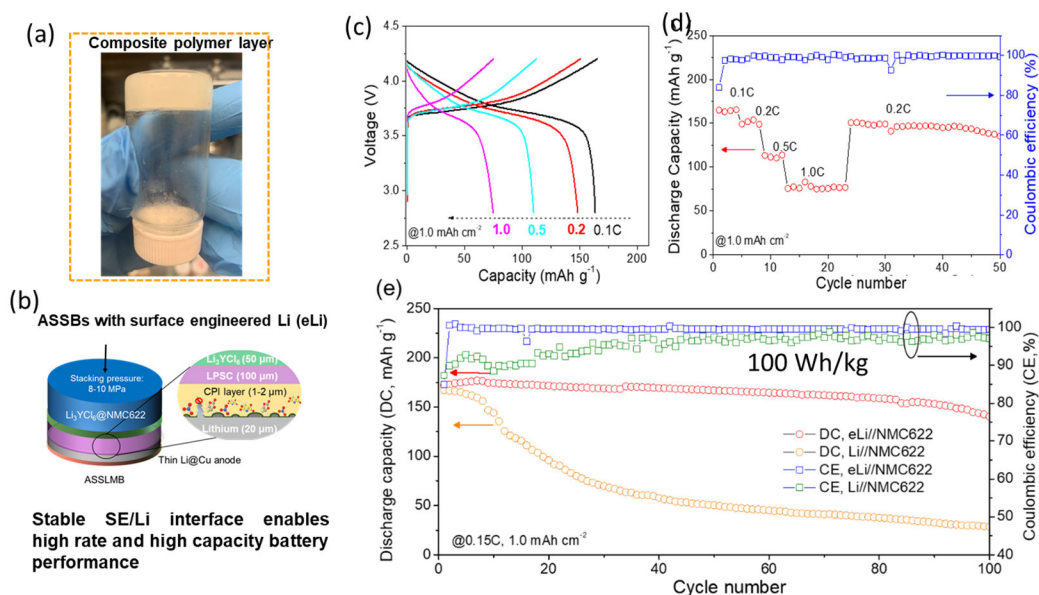 (a)
Composite polymer layer
(b)
ASSBs with surface engineered Li (eLi)
Stacking pressure:
8-10 MPa
Li₃YCl₆@NMC622
Li₃YCl₆ (50 μm)
LPSC (100 μm)
CPI layer (1-2 μm)
Lithium (20 μm)
Thin Li@Cu anode
ASSLMB
Stable SE/Li interface enables
high rate and high capacity battery
performance
(c)
Voltage (V)
4.5
4.0
3.5
3.0
2.5
1.0 0.5 0.2 0.1C
@1.0 mAh cm⁻²
0 50 100 150 200
Capacity (mAh g⁻¹)
(d)
Discharge Capacity (mAh g⁻¹)
250
200
150
100
50
0
0.1C
0.2C
0.5C
1.0C
0.2C
@1.0 mAh cm⁻²
0 10 20 30 40 50
Cycle number
100
80
60
40
20
0
Coulombic efficiency (%)
(e)
Discharge capacity (DC, mAh g⁻¹)
250
225
200
175
150
125
100
75
50
25
0
100 Wh/kg
DC, eLi//NMC622
DC, Li//NMC622
CE, eLi//NMC622
CE, Li//NMC622
@0.15C, 1.0 mAh cm⁻²
0 20 40 60 80 100
Cycle number
100
90
80
70
60
50
40
Coulombic efficiency (CE, %)